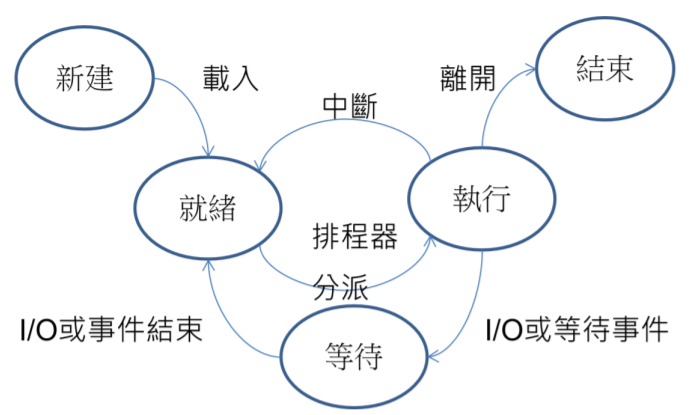 新建
載入
離開
結束
中斷
就緒
執行
排程器
分派
I/O或事件結束
等待
I/O或等待事件